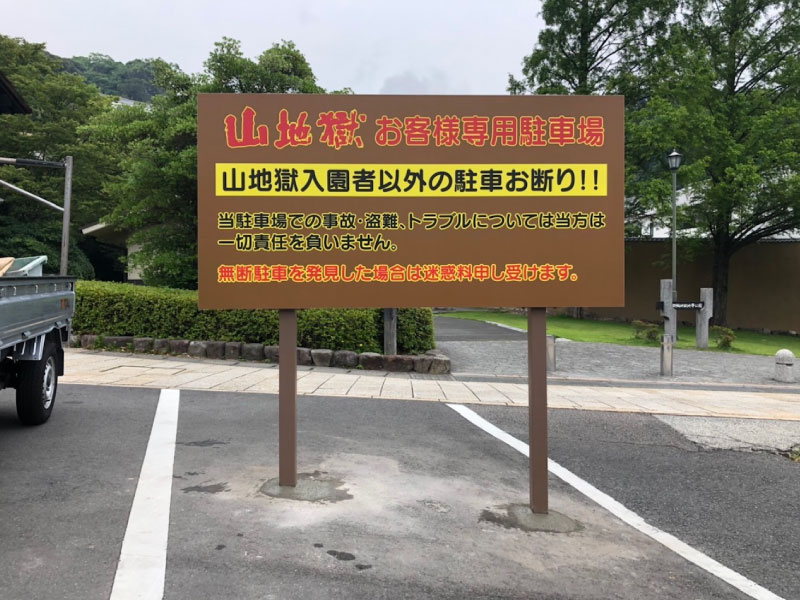 山地獄 お客様専用駐車場
山地獄入園者以外の駐車お断り!!
当駐車場での事故・盗難、トラブルについては当方は
一切責任を負いません。
無断駐車を発見した場合は迷惑料申し受けます。